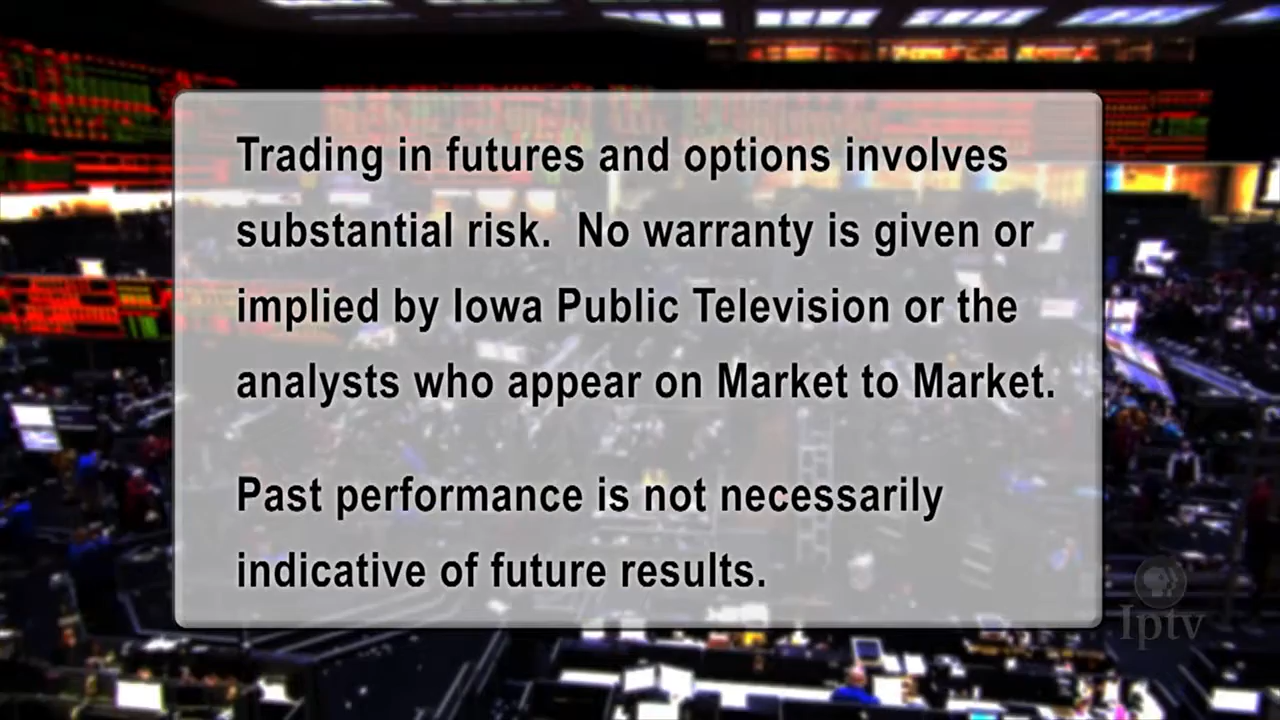 Trading in futures and options involves
substantial risk.  No warranty is given or
implied by Iowa Public Television or the
analysts who appear on Market to Market.
Past performance is not necessarily
indicative of future results.
Iptv